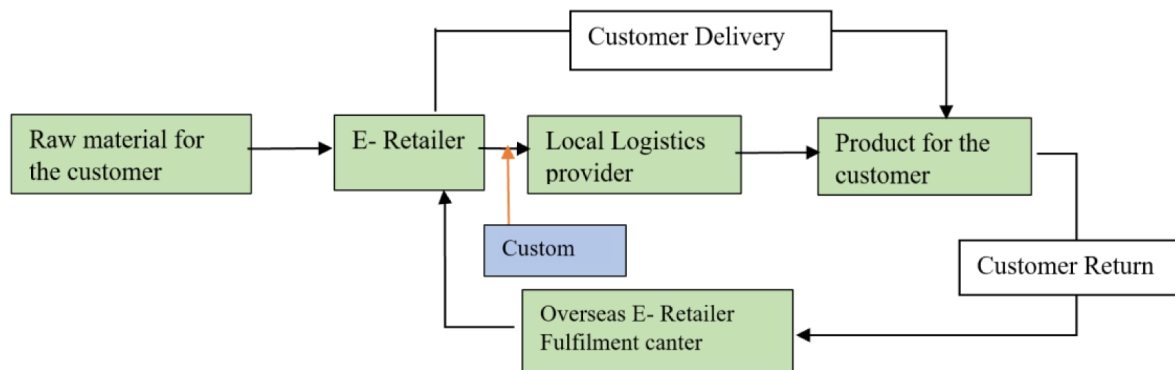 Customer Delivery
Raw material for
the customer
E- Retailer
Local Logistics
provider
Product for the
customer
Custom
Customer Return
Overseas E- Retailer
Fulfilment canter